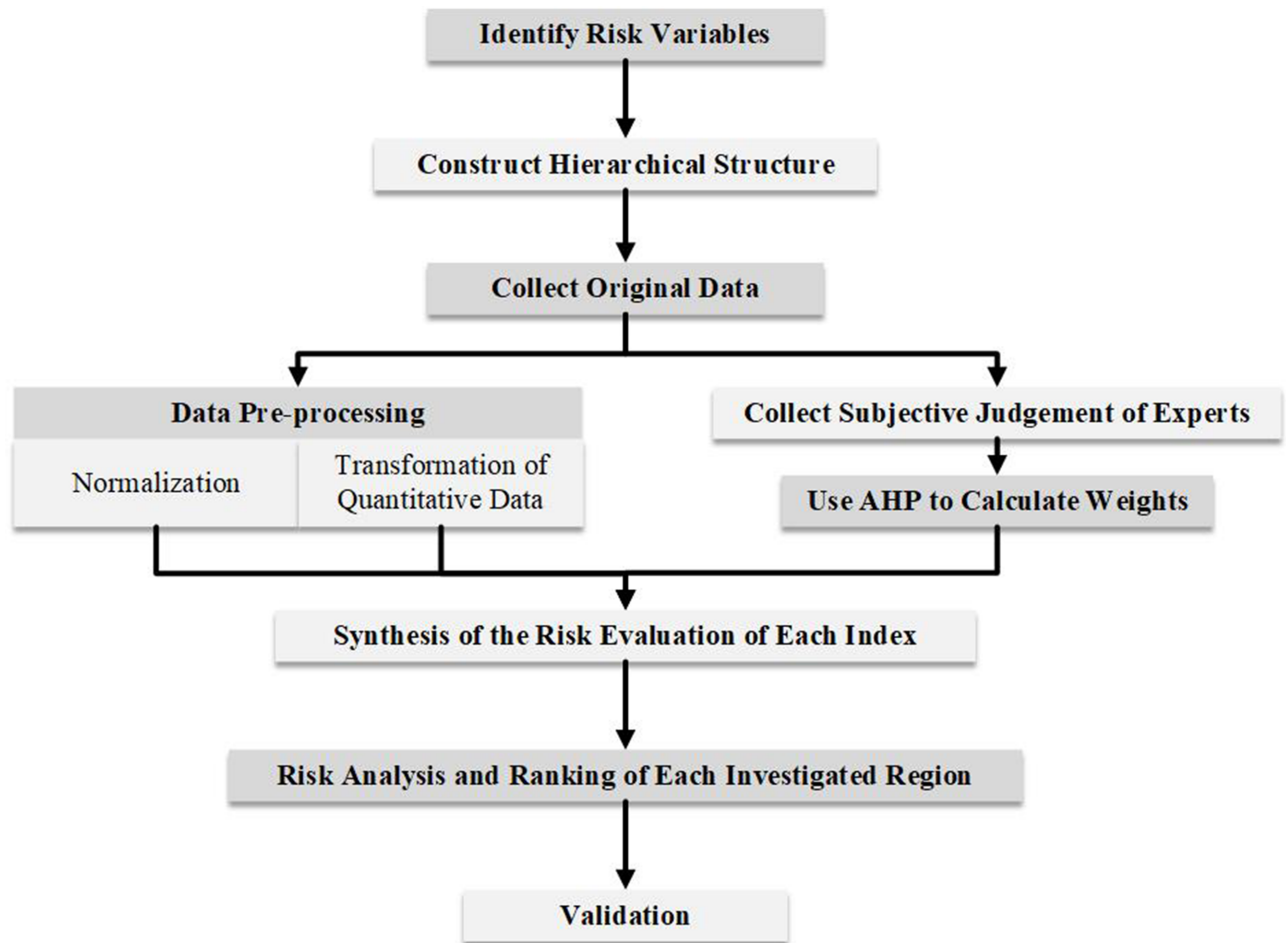 Identify Risk Variables
Construct Hierarchical Structure
Collect Original Data
Data Pre-processing
Normalization
Transformation of
Quantitative Data
Collect Subjective Judgement of Experts
Use AHP to Calculate Weights
Synthesis of the Risk Evaluation of Each Index
Risk Analysis and Ranking of Each Investigated Region
Validation